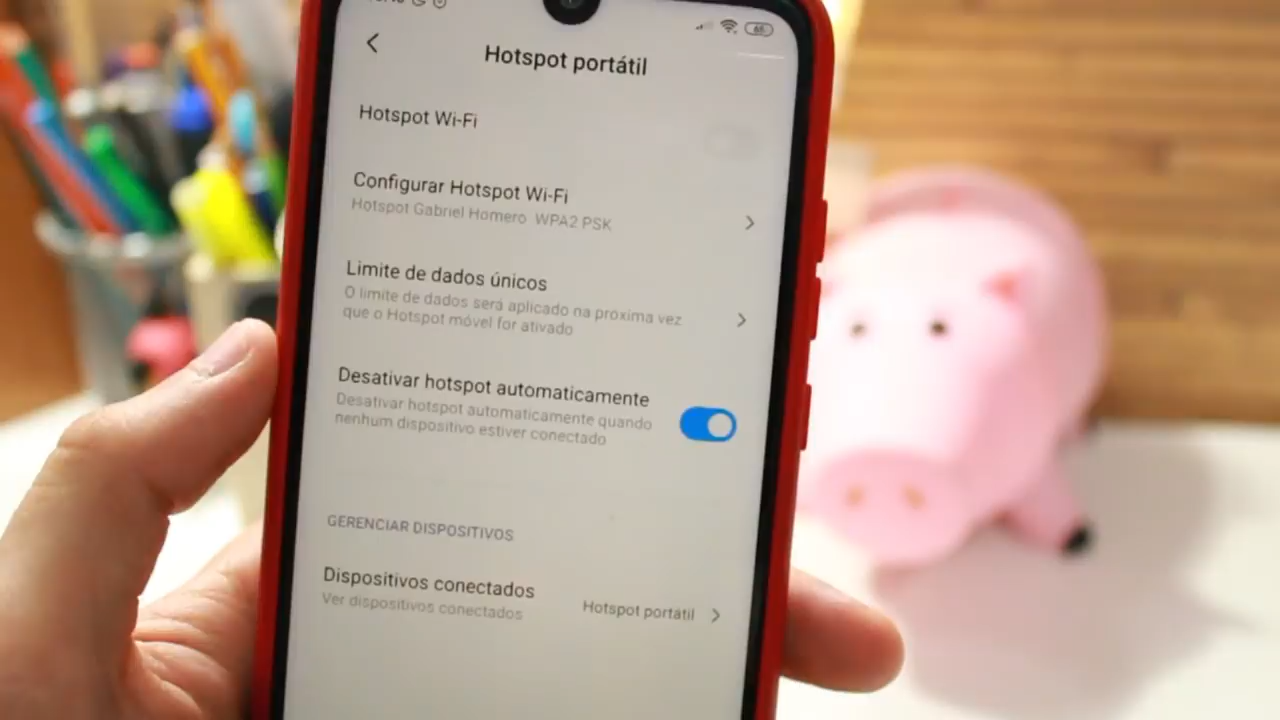 Hotspot portátil
Hotspot Wi-Fi
Configurar Hotspot Wi-Fi
Hotspot Gabriel Homero WPA2 PSK
Limite de dados únicos
O limite de dados será aplicado na próxima vez
que o Hotspot móvel for ativado
Desativar hotspot automaticamente
Desativar hotspot automaticamente quando
nenhum dispositivo estiver conectado
GERENCIAR DISPOSITIVOS
Dispositivos conectados
Ver dispositivos conectados
Hotspot portátil